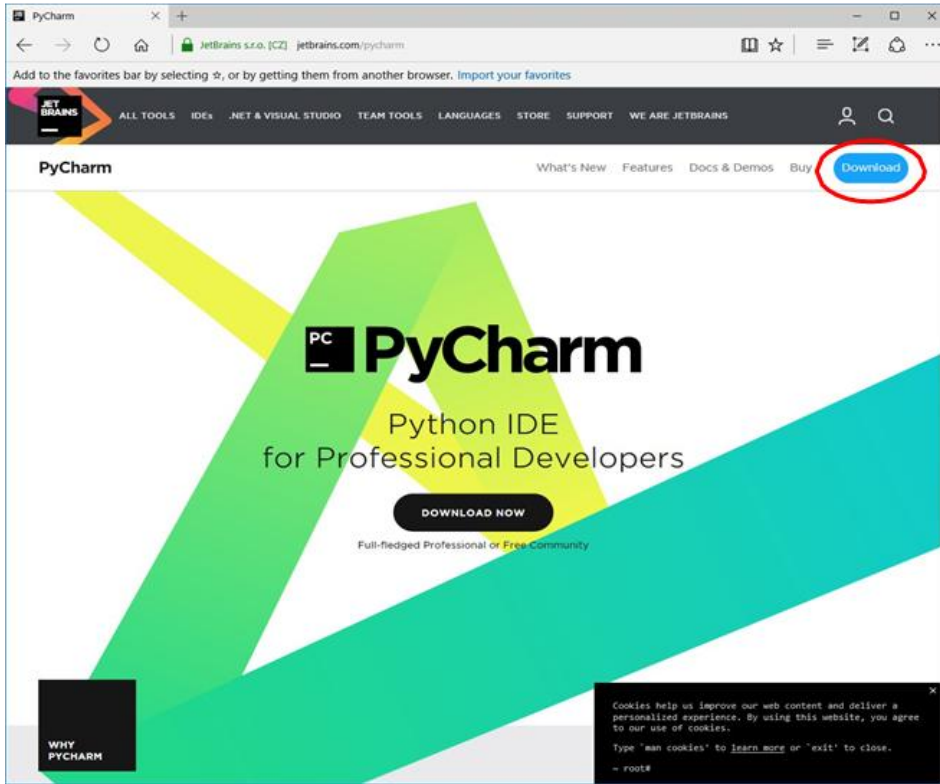 PyCharm
JetBrains s.r.o. [CZ] jetbrains.com/pycharm
Add to the favorites bar by selecting ☆, or by getting them from another browser. Import your favorites
JET
BRAINS
ALL TOOLS IDEs .NET & VISUAL STUDIO TEAM TOOLS LANGUAGES STORE SUPPORT WE ARE JETBRAINS
PyCharm What's New Features Docs & Demos Buy Download
PC
PyCharm
Python IDE
for Professional Developers
DOWNLOAD NOW
Full-fledged Professional or Free Community
WHY
PYCHARM
Cookies help us improve our web content and deliver a
personalized experience. By using this website, you agree
to our use of cookies.
Type `man cookies' to learn more or `exit' to close.
~ root#